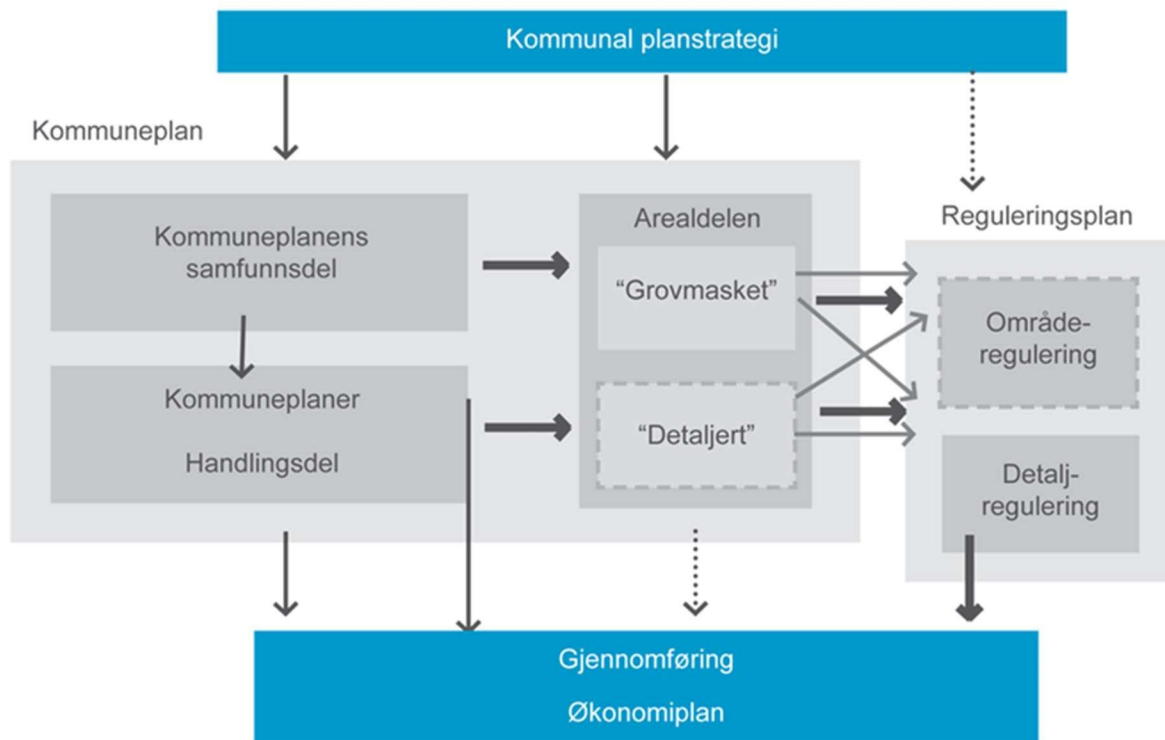 Kommunal planstrategi
Kommuneplan
Kommuneplanens
samfunnsdel
Kommuneplaner
Handlingsdel
Arealdelen
“Grovmasket”
“Detaljert”
Reguleringsplan
Område-
regulering
Detalj-
regulering
Gjennomføring
Økonomiplan